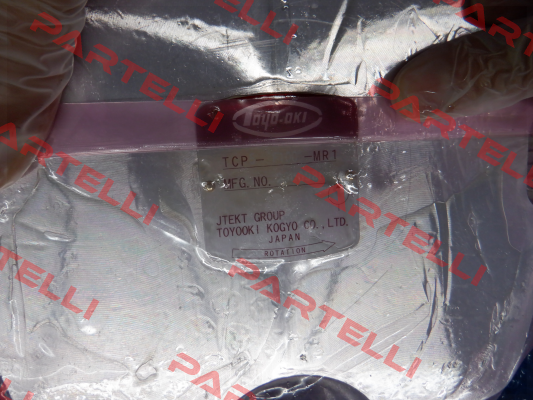 TOYO-OKI
TCP- -MR1
MFG.NO.
JTEKT GROUP
TOYOOKI KOGYO CO.,LTD.
JAPAN
ROTATION
PARTELLI
PARTELLI
PARTELLI
PARTELLI
PARTELLI
PARTELLI
PARTELLI
PARTELLI
PARTELLI